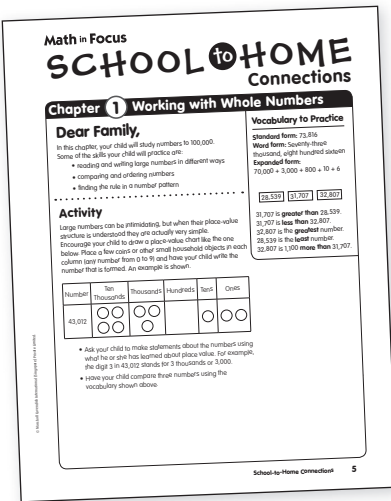 Math in Focus
SCHOOL to HOME
Connections
Chapter 1 Working with Whole Numbers
Dear Family,
In this chapter, your child will study numbers to 100,000.
Some of the skills your child will practice are:
• reading and writing large numbers in different ways
• comparing and ordering numbers
• finding the rule in a number pattern
Activity
Large numbers can be intimidating, but when their place-value
structure is understood they are actually very simple.
Encourage your child to draw a place-value chart like the one
below. Place a few coins or other small household objects in each
column (any number from 0 to 9) and have your child write the
number that is formed. An example is shown.
Number Ten Thousands Thousands Hundreds Tens Ones
43,012
• Ask your child to make statements about the numbers using
what he or she has learned about place value. For example,
the digit 3 in 43,012 stands for 3 thousands or 3,000.
• Have your child compare three numbers using the
vocabulary shown above.
Vocabulary to Practice
Standard form: 73,816
Word form: Seventy-three
thousand, eight hundred sixteen
Expanded form:
70,000 + 3,000 + 800 + 10 + 6
28,539 31,707 32,807
31,707 is greater than 28,539.
31,707 is less than 32,807.
32,807 is the greatest number.
28,539 is the least number.
32,807 is 1,100 more than 31,707.
School-to-Home Connections 5